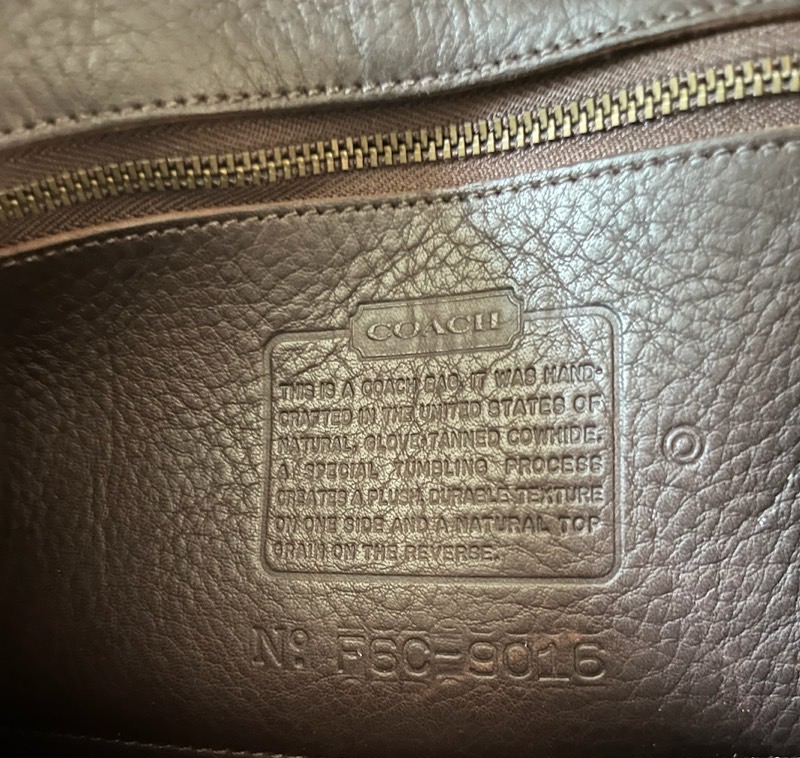 COACH
THIS IS A COACH BAG. IT WAS HAND-
CRAFTED IN THE UNITED STATES OF
NATURAL, GLOVE-TANNED COWHIDE.
A SPECIAL TUMBLING PROCESS
CREATES A PLUSH, DURABLE TEXTURE
ON ONE SIDE AND A NATURAL TOP
GRAIN ON THE REVERSE.
Nº: F6C-9016